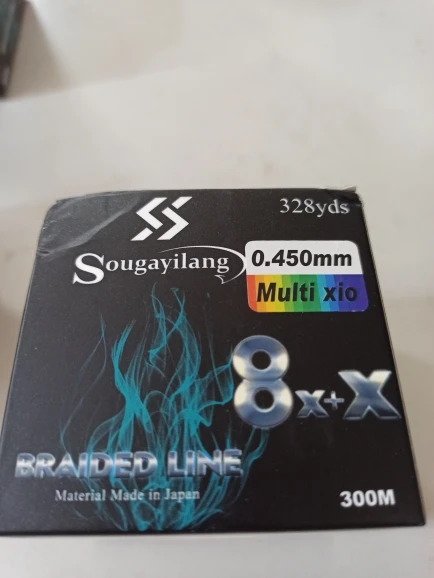 328yds
Sougayilang
0.450mm
Multi xio
8x+X
BRAIDED LINE
Material Made in Japan
300M